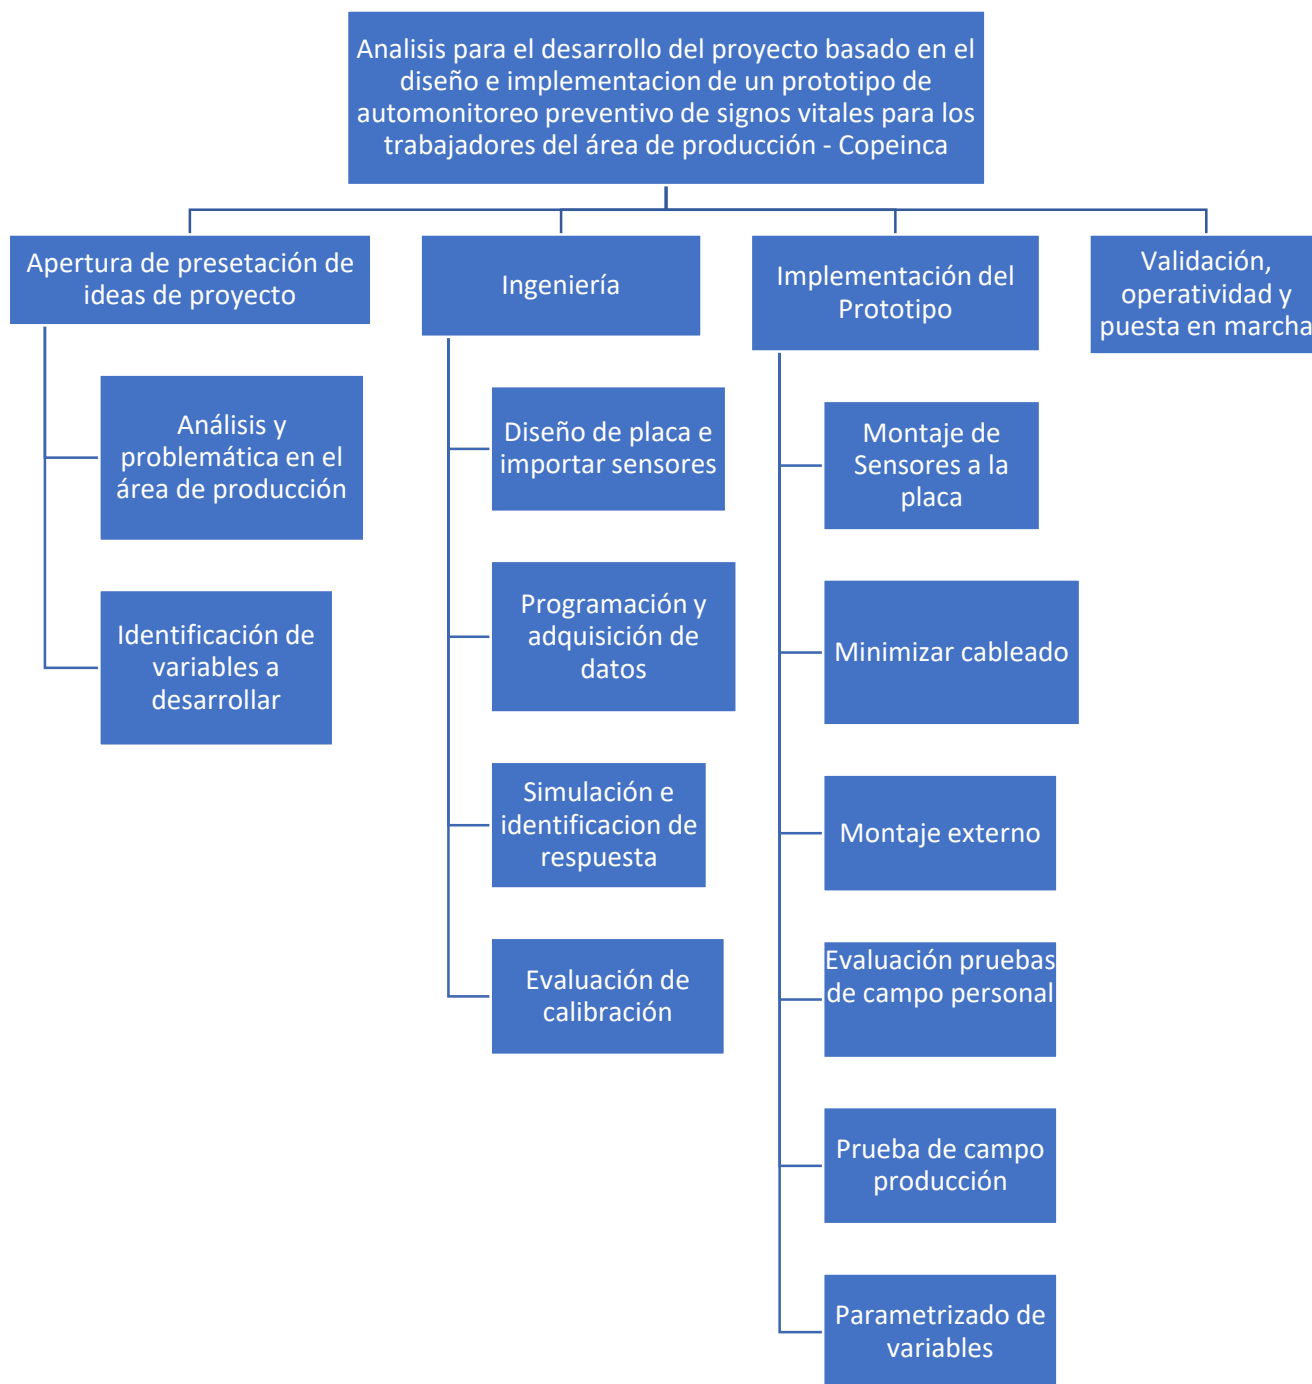 Analisis para el desarrollo del proyecto basado en el
diseño e implementacion de un prototipo de
automonitoreo preventivo de signos vitales para los
trabajadores del área de producción - Copeinca
Apertura de presetación de
ideas de proyecto
Análisis y
problemática en el
área de producción
Identificación de
variables a
desarrollar
Ingeniería
Diseño de placa e
importar sensores
Programación y
adquisición de
datos
Simulación e
identificacion de
respuesta
Evaluación de
calibración
Implementación del
Prototipo
Montaje de
Sensores a la
placa
Minimizar cableado
Montaje externo
Evaluación pruebas
de campo personal
Prueba de campo
producción
Parametrizado de
variables
Validación,
operatividad y
puesta en marcha